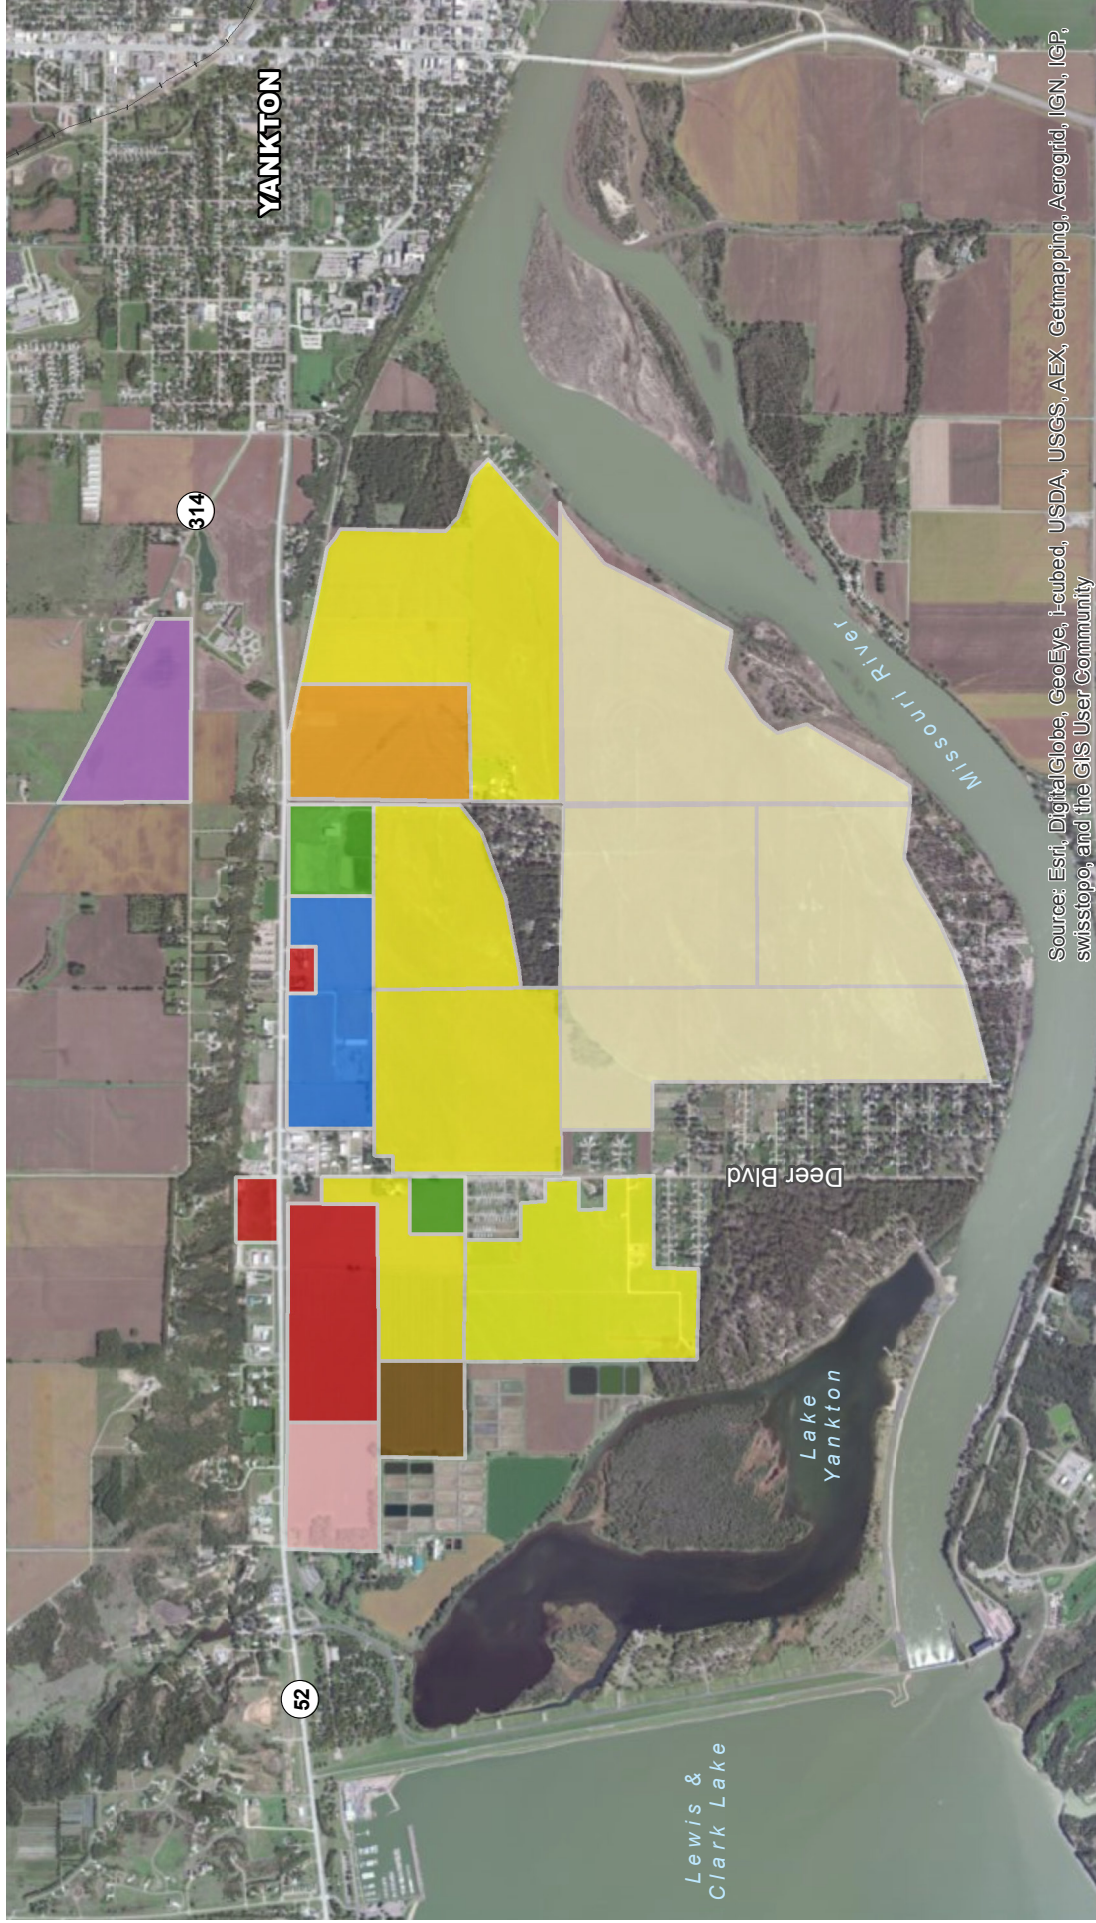 YANKTON
314
52
Deer Blvd
Missouri River
Lake
Yankton
Lewis &
Clark Lake
Source: Esri, DigitalGlobe, GeoEye, i-cubed, USDA, USGS, AEX, Getmapping, Aerogrid, IGN, IGP,
swisstopo, and the GIS User Community